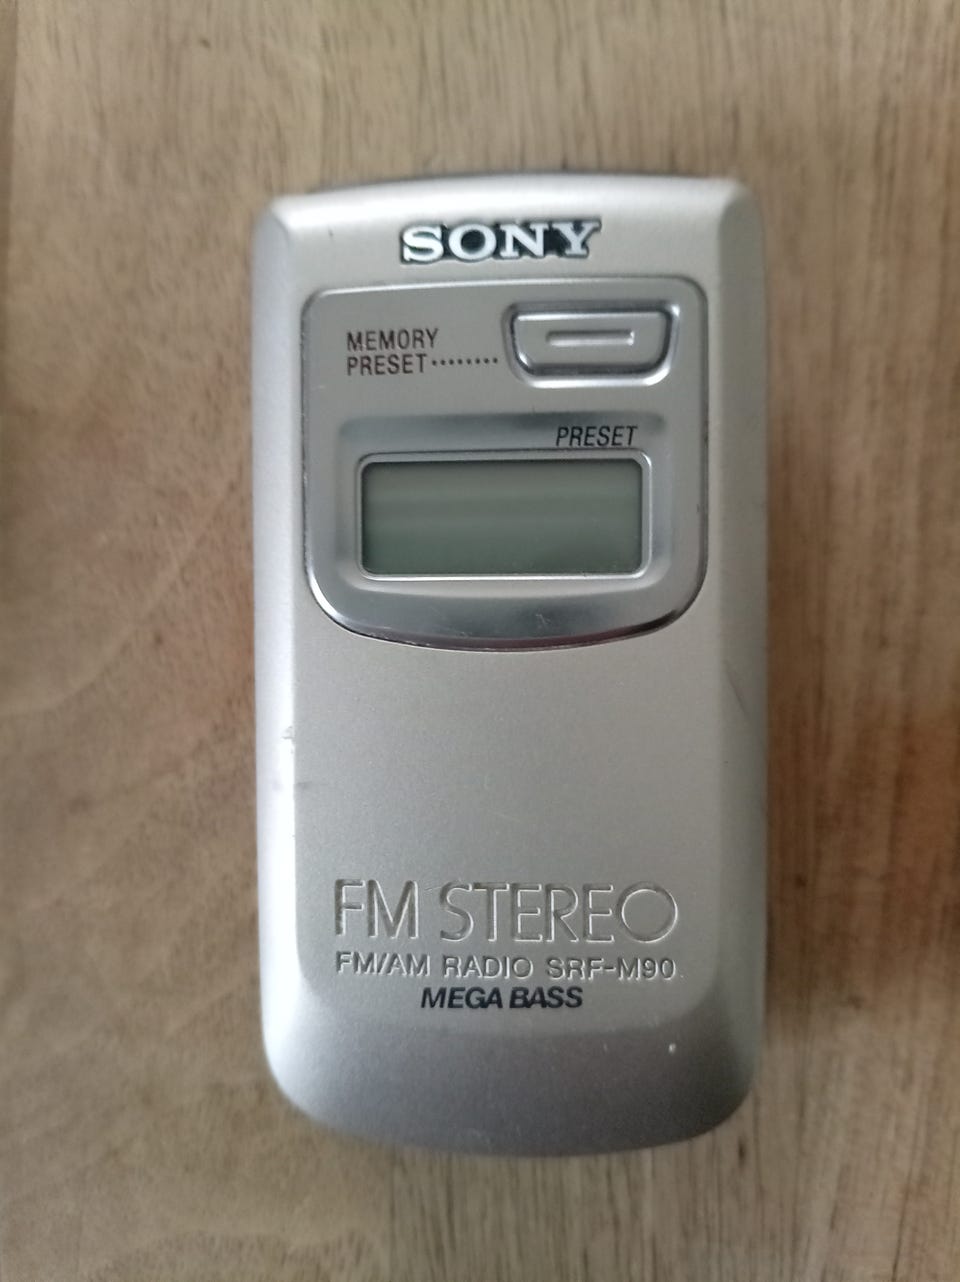 SONY
MEMORY
PRESET........
PRESET
FM STEREO
FM/AM RADIO SRF-M90
MEGA BASS